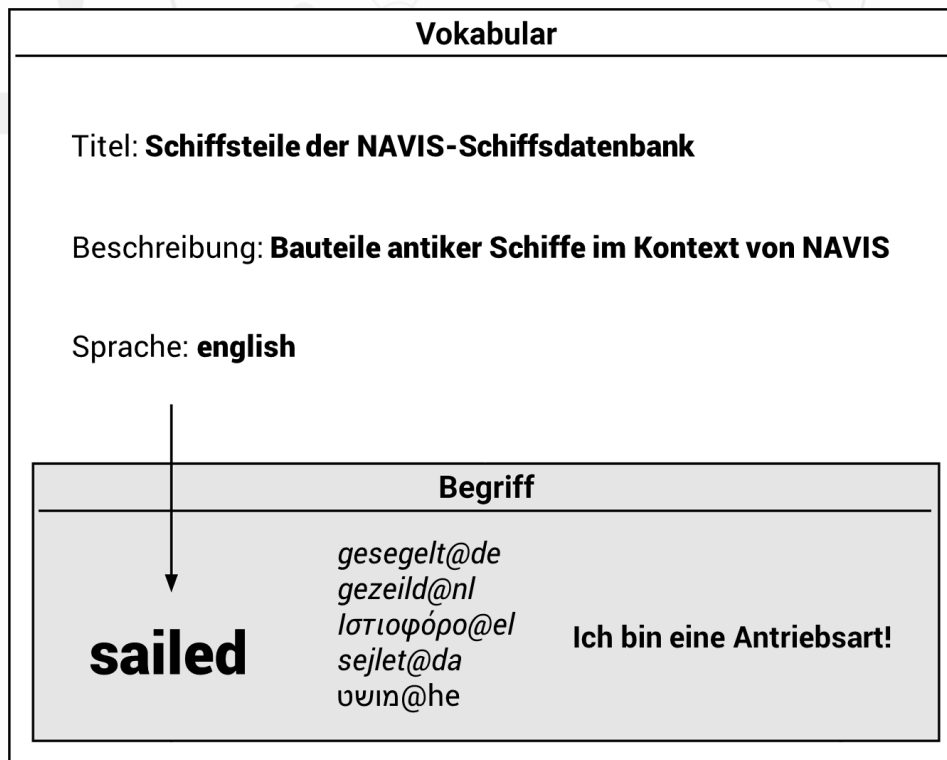 Vokabular
Titel: Schiffsteile der NAVIS-Schiffsdatenbank
Beschreibung: Bauteile antiker Schiffe im Kontext von NAVIS
Sprache: english
Begriff
gesegelt@de
gezeild@nl
Ιστιοφόρο@el
sejlet@da
מושט@he
sailed
Ich bin eine Antriebsart!